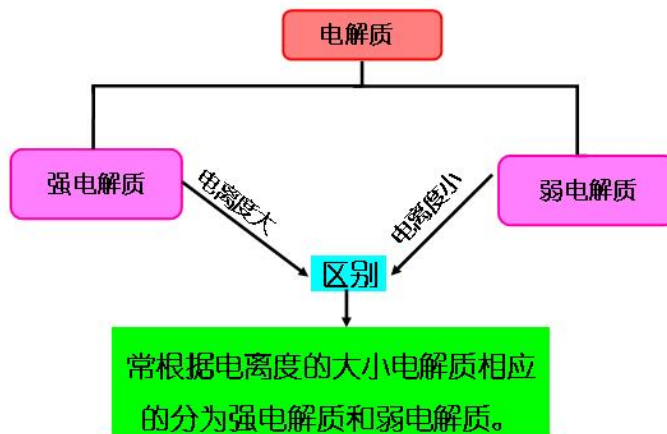 电解质
强电解质
弱电解质
电离度大
电离度小
区别
常根据电离度的大小电解质相应
的分为强电解质和弱电解质。